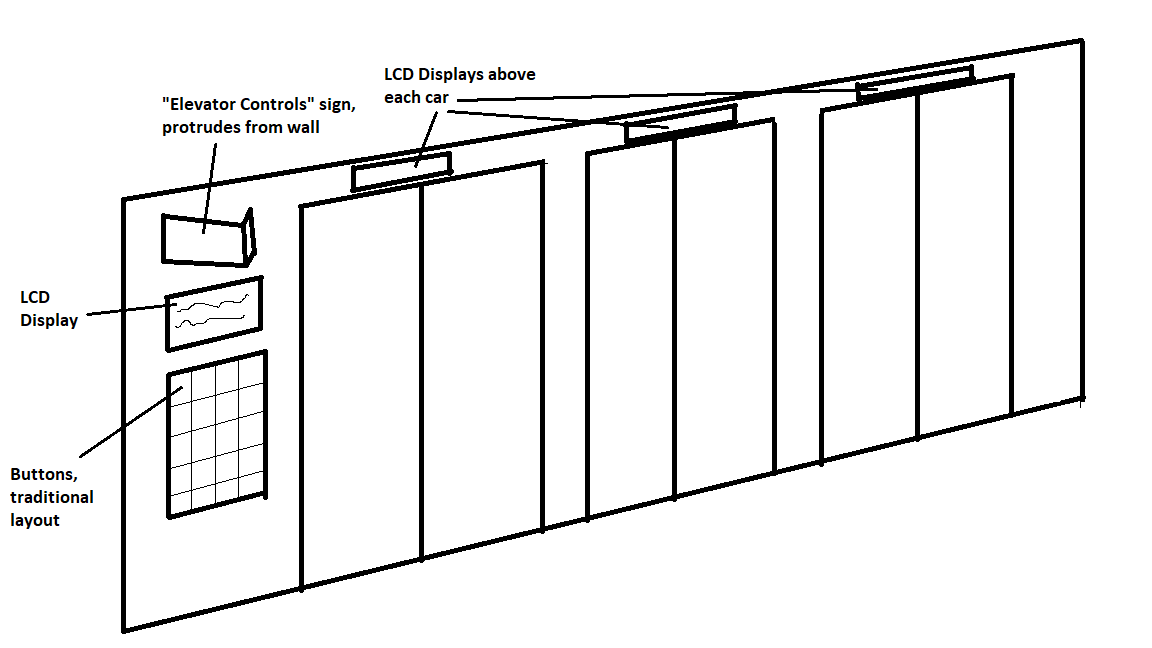 LCD Displays above
each car
"Elevator Controls" sign,
protrudes from wall
LCD
Display
Buttons,
traditional
layout